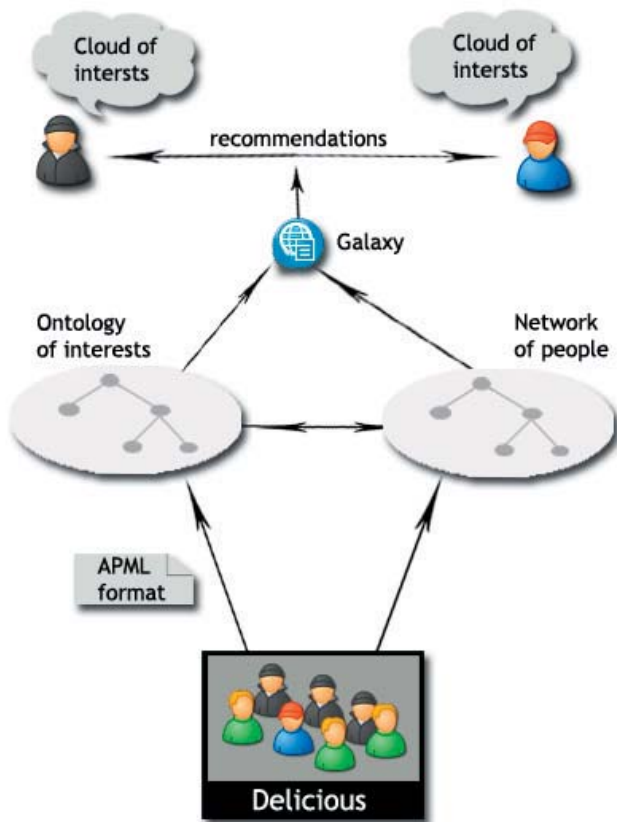 Cloud of
intersts
Cloud of
intersts
recommendations
Galaxy
Ontology
of interests
Network
of people
APML
format
Delicious